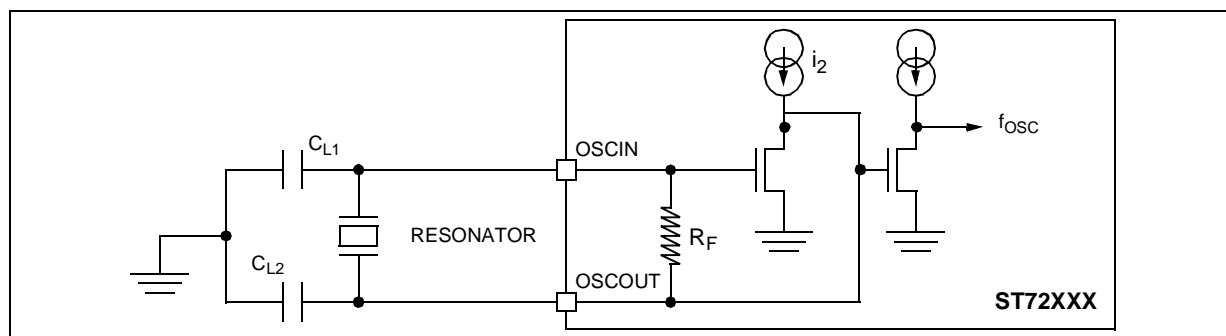 i2
fOSC
CL1
OSCIN
RESONATOR
RF
CL2
OSCOUT
ST72XXX